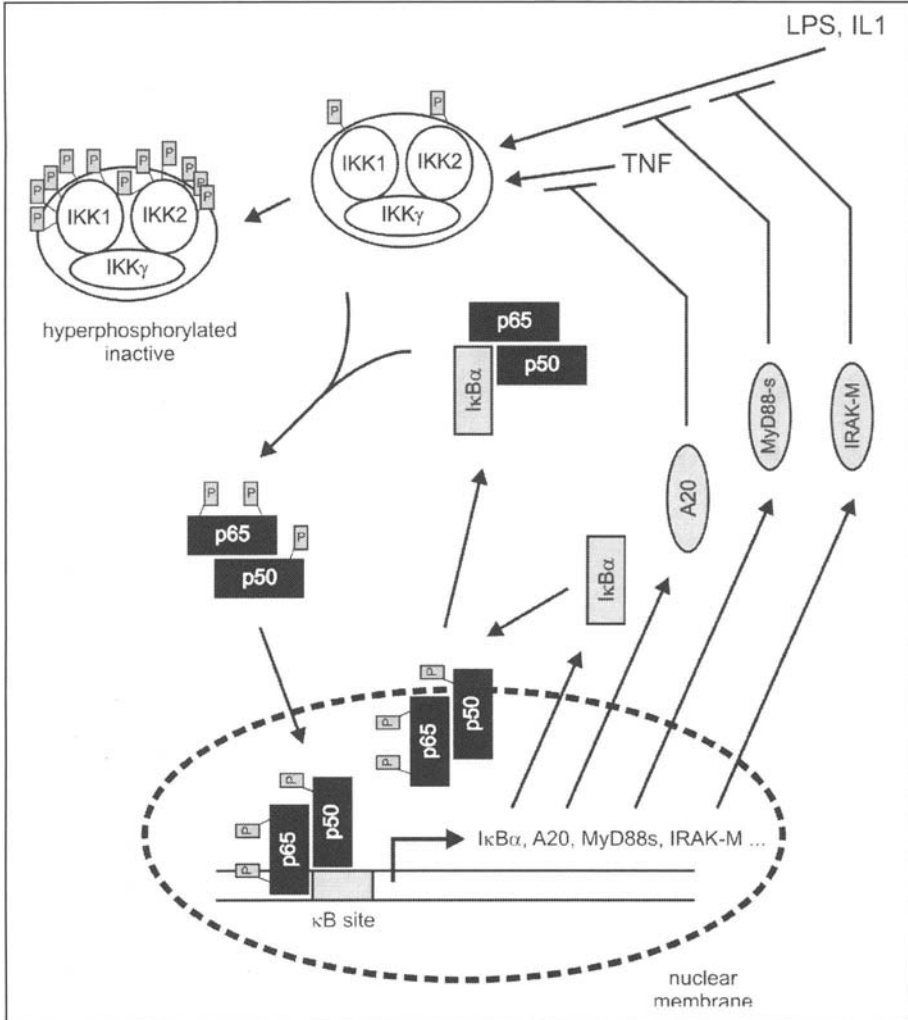 LPS, IL1
P
P
IKK1
IKK2
IKKγ
TNF
P
P
P
P
P
P
P
P
P
P
IKK1
IKK2
IKKγ
hyperphosphorylated
inactive
p65
p50
IκBα
MyD88-s
IRAK-M
A20
P
P
P
p65
p50
IκBα
P
P
P
p65
p50
P
P
P
p65
p50
IκBα, A20, MyD88s, IRAK-M ...
κB site
nuclear
membrane